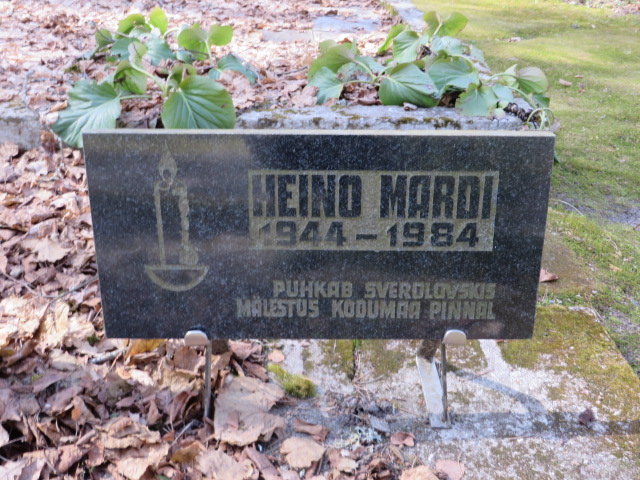 HEINO MARDI
1944-1984
PUHKAB SVERDLOVSKIS
MÄLESTUS KODUMAA PINNAL